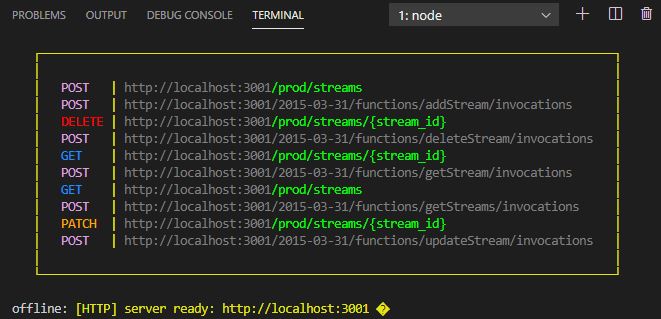 PROBLEMS OUTPUT DEBUG CONSOLE TERMINAL 1: node
POST | http://localhost:3001/prod/streams
POST | http://localhost:3001/2015-03-31/functions/addStream/invocations
DELETE | http://localhost:3001/prod/streams/{stream_id}
POST | http://localhost:3001/2015-03-31/functions/deleteStream/invocations
GET | http://localhost:3001/prod/streams/{stream_id}
POST | http://localhost:3001/2015-03-31/functions/getStream/invocations
GET | http://localhost:3001/prod/streams
POST | http://localhost:3001/2015-03-31/functions/getStreams/invocations
PATCH | http://localhost:3001/prod/streams/{stream_id}
POST | http://localhost:3001/2015-03-31/functions/updateStream/invocations
offline: [HTTP] server ready: http://localhost:3001 �